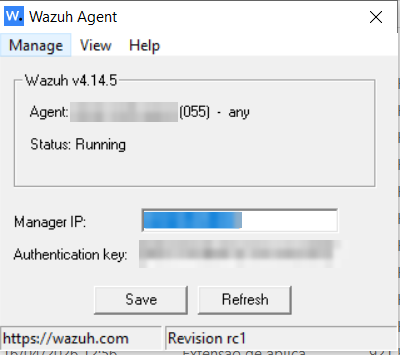 W. Wazuh Agent
Manage View Help
Wazuh v4.14.5
Agent: (055) - any
Status: Running
Manager IP:
Authentication key:
Save Refresh
https://wazuh.com Revision rc1